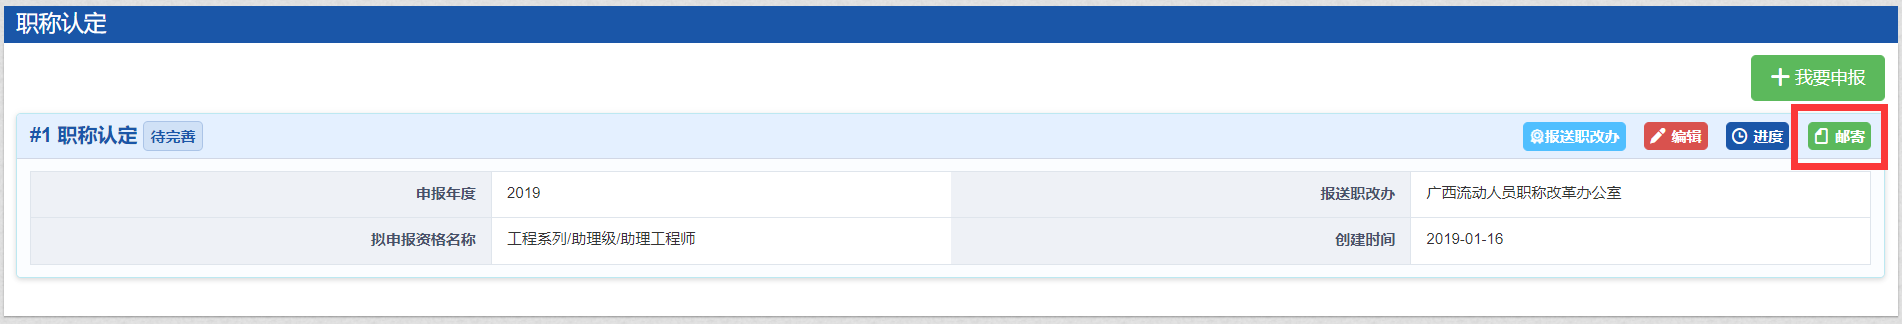 职称认定
我要申报
#1 职称认定 待完善 报送职改办 编辑 进度 邮寄
申报年度 2019 报送职改办 广西流动人员职称改革办公室
拟申报资格名称 工程系列/助理级/助理工程师 创建时间 2019-01-16